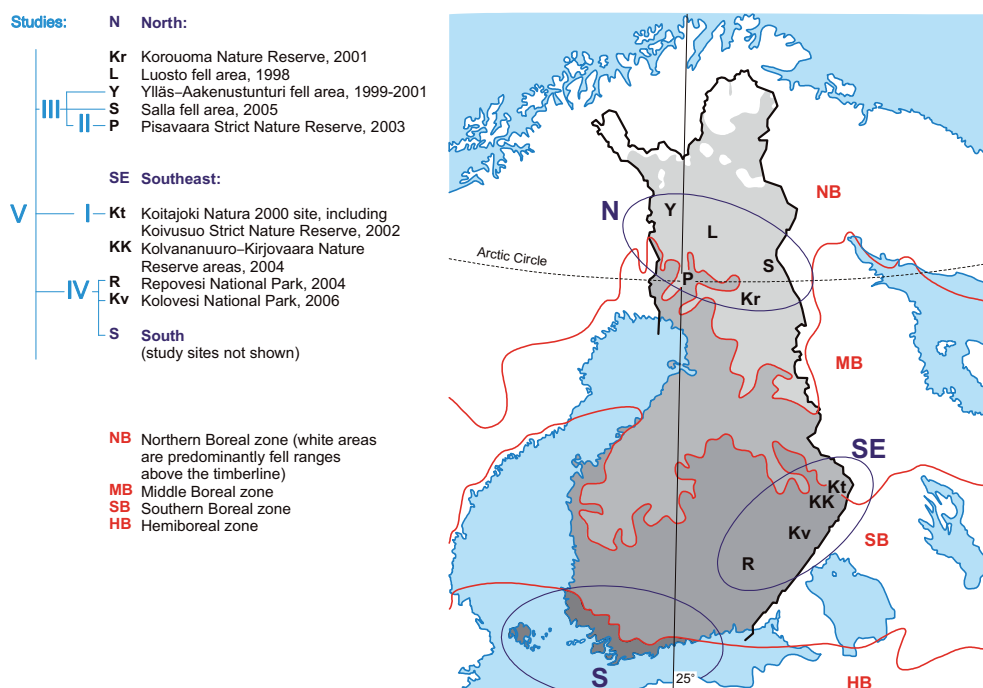 Studies:
N North:
Kr Korouoma Nature Reserve, 2001
L Luosto fell area, 1998
Y Ylläs–Aakenustunturi fell area, 1999-2001
III S Salla fell area, 2005
II P Pisavaara Strict Nature Reserve, 2003
SE Southeast:
V I Kt Koitajoki Natura 2000 site, including
Koivusuo Strict Nature Reserve, 2002
KK Kolvananuuro–Kirjovaara Nature
Reserve areas, 2004
IV R Repovesi National Park, 2004
Kv Kolovesi National Park, 2006
S South
(study sites not shown)
NB Northern Boreal zone (white areas
are predominantly fell ranges
above the timberline)
MB Middle Boreal zone
SB Southern Boreal zone
HB Hemiboreal zone
NB
N
Y
L
Arctic Circle
S
P
Kr
MB
SE
Kt
KK
Kv
SB
R
S
25°
HB